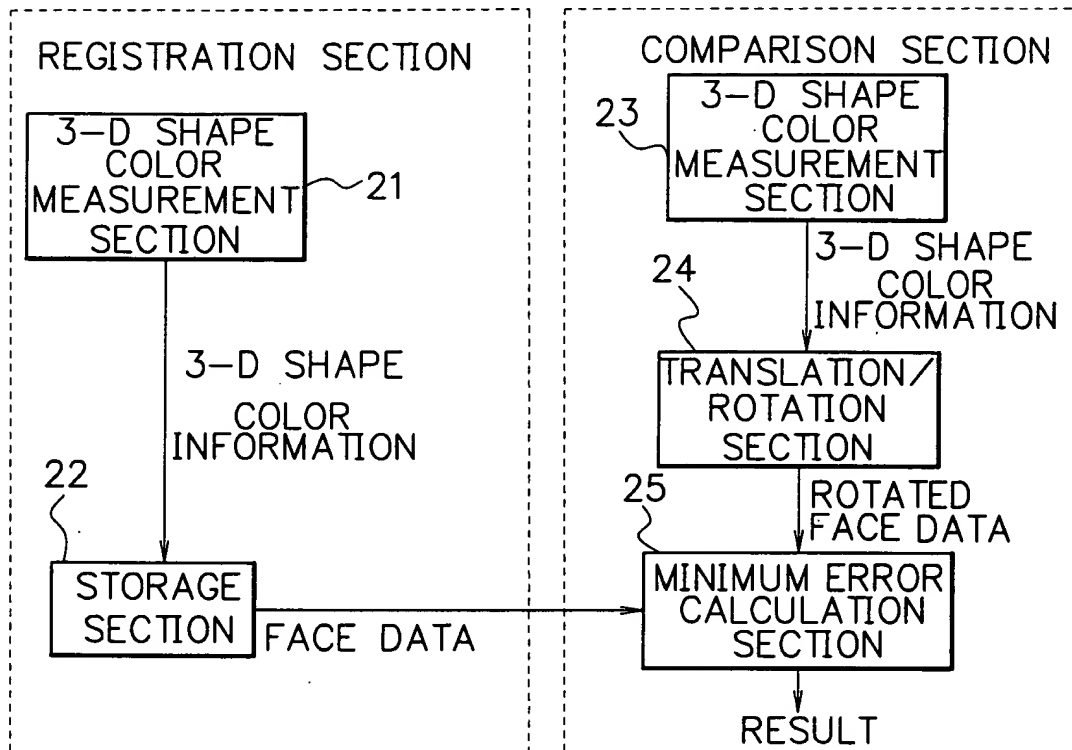 REGISTRATION SECTION
3-D SHAPE
COLOR
MEASUREMENT
SECTION
21
3-D SHAPE
COLOR
INFORMATION
22
STORAGE
SECTION
FACE DATA
COMPARISON SECTION
3-D SHAPE
COLOR
MEASUREMENT
SECTION
23
3-D SHAPE
COLOR
INFORMATION
24
TRANSLATION/
ROTATION
SECTION
ROTATED
FACE DATA
25
MINIMUM ERROR
CALCULATION
SECTION
RESULT